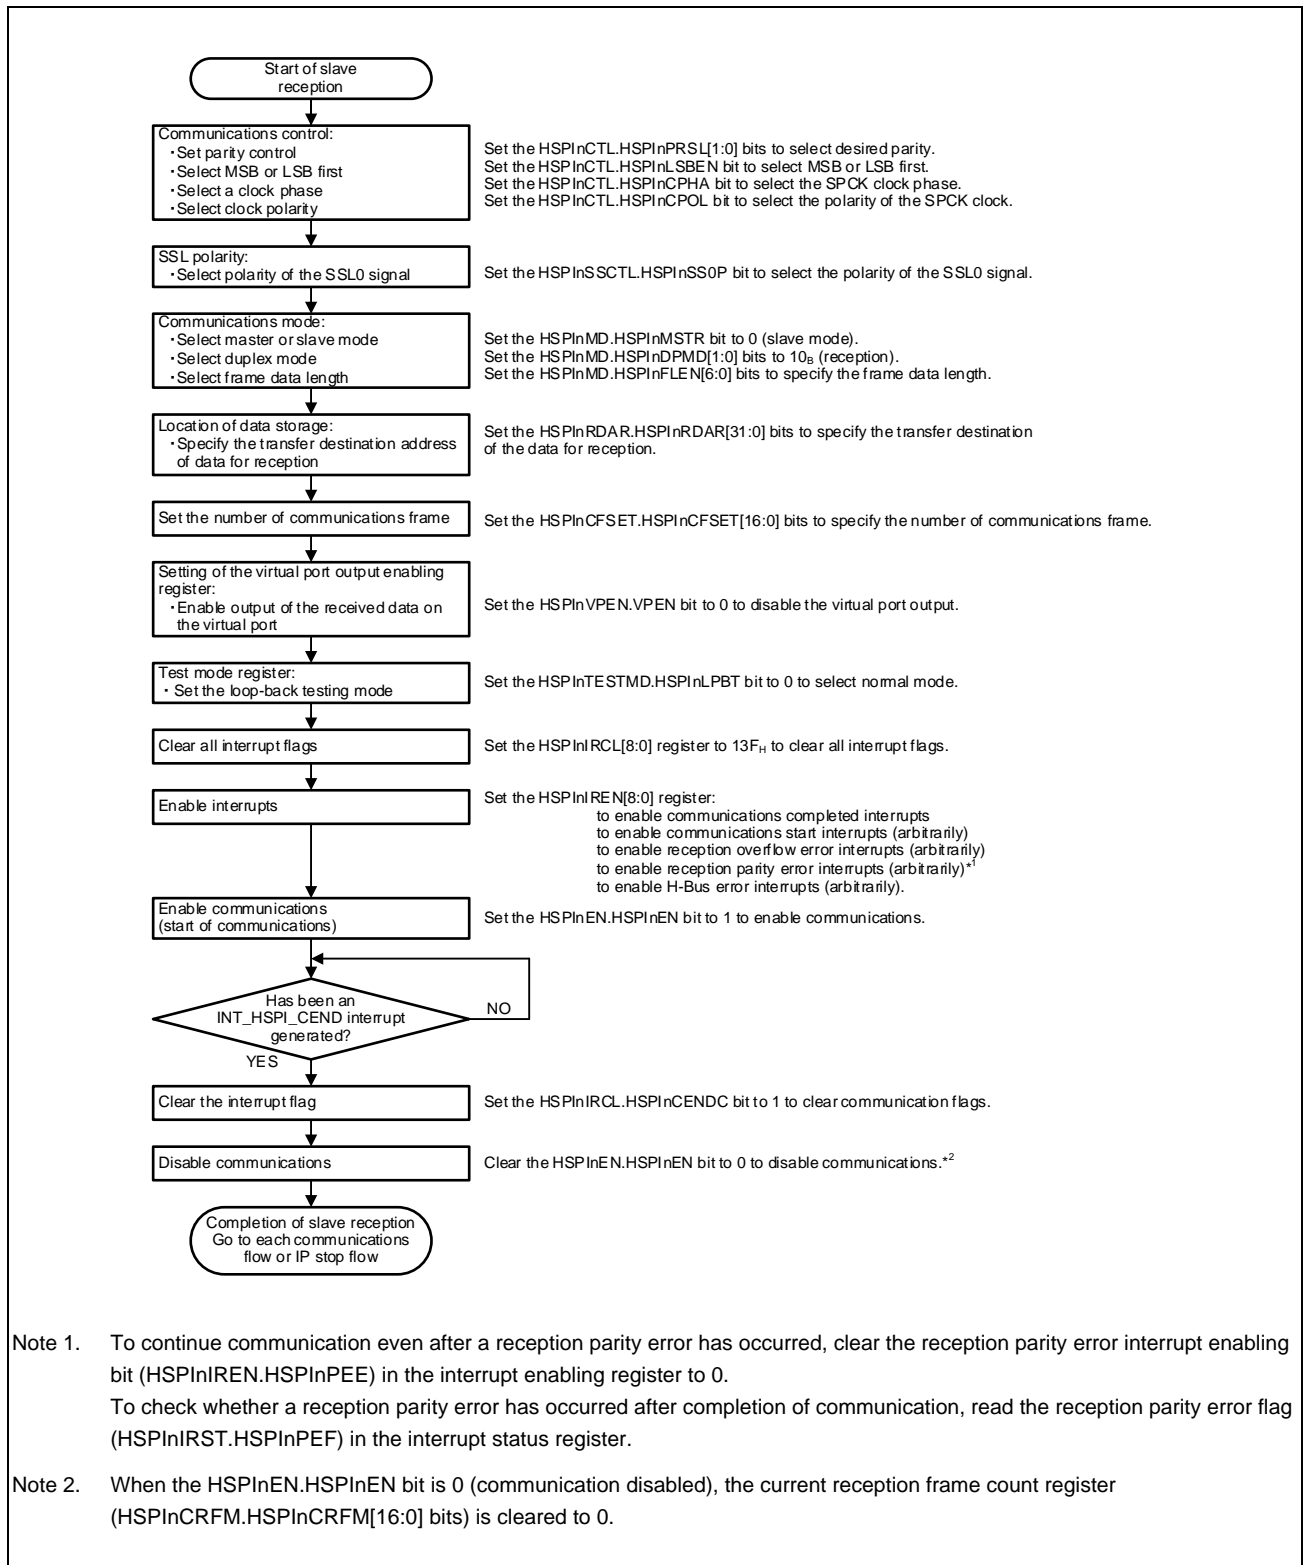 Start of slave
reception
Communications control:
・Set parity control
・Select MSB or LSB first
・Select a clock phase
・Select clock polarity
Set the HSPInCTL.HSPInPRSL[1:0] bits to select desired parity.
Set the HSPInCTL.HSPInLSBEN bit to select MSB or LSB first.
Set the HSPInCTL.HSPInCPHA bit to select the SPCK clock phase.
Set the HSPInCTL.HSPInCPOL bit to select the polarity of the SPCK clock.
SSL polarity:
・Select polarity of the SSL0 signal
Set the HSPInSSCTL.HSPInSS0P bit to select the polarity of the SSL0 signal.
Communications mode:
・Select master or slave mode
・Select duplex mode
・Select frame data length
Set the HSPInMD.HSPInMSTR bit to 0 (slave mode).
Set the HSPInMD.HSPInDPMD[1:0] bits to 10B (reception).
Set the HSPInMD.HSPInFLEN[6:0] bits to specify the frame data length.
Location of data storage:
・Specify the transfer destination address
of data for reception
Set the HSPInRDAR.HSPInRDAR[31:0] bits to specify the transfer destination
of the data for reception.
Set the number of communications frame
Set the HSPInCFSET.HSPInCFSET[16:0] bits to specify the number of communications frame.
Setting of the virtual port output enabling
register:
・Enable output of the received data on
the virtual port
Set the HSPInVPEN.VPEN bit to 0 to disable the virtual port output.
Test mode register:
・Set the loop-back testing mode
Set the HSPInTESTMD.HSPInLPBT bit to 0 to select normal mode.
Clear all interrupt flags
Set the HSPInIRCL[8:0] register to 13FH to clear all interrupt flags.
Enable interrupts
Set the HSPInIREN[8:0] register:
to enable communications completed interrupts
to enable communications start interrupts (arbitrarily)
to enable reception overflow error interrupts (arbitrarily)
to enable reception parity error interrupts (arbitrarily)*1
to enable H-Bus error interrupts (arbitrarily).
Enable communications
(start of communications)
Set the HSPInEN.HSPInEN bit to 1 to enable communications.
Has been an
INT_HSPI_CEND interrupt
generated?
NO
YES
Clear the interrupt flag
Set the HSPInIRCL.HSPInCENDC bit to 1 to clear communication flags.
Disable communications
Clear the HSPInEN.HSPInEN bit to 0 to disable communications.*2
Completion of slave reception
Go to each communications
flow or IP stop flow
Note 1. To continue communication even after a reception parity error has occurred, clear the reception parity error interrupt enabling
bit (HSPInIREN.HSPInPEE) in the interrupt enabling register to 0.
To check whether a reception parity error has occurred after completion of communication, read the reception parity error flag
(HSPInIRST.HSPInPEF) in the interrupt status register.
Note 2. When the HSPInEN.HSPInEN bit is 0 (communication disabled), the current reception frame count register
(HSPInCRFM.HSPInCRFM[16:0] bits) is cleared to 0.